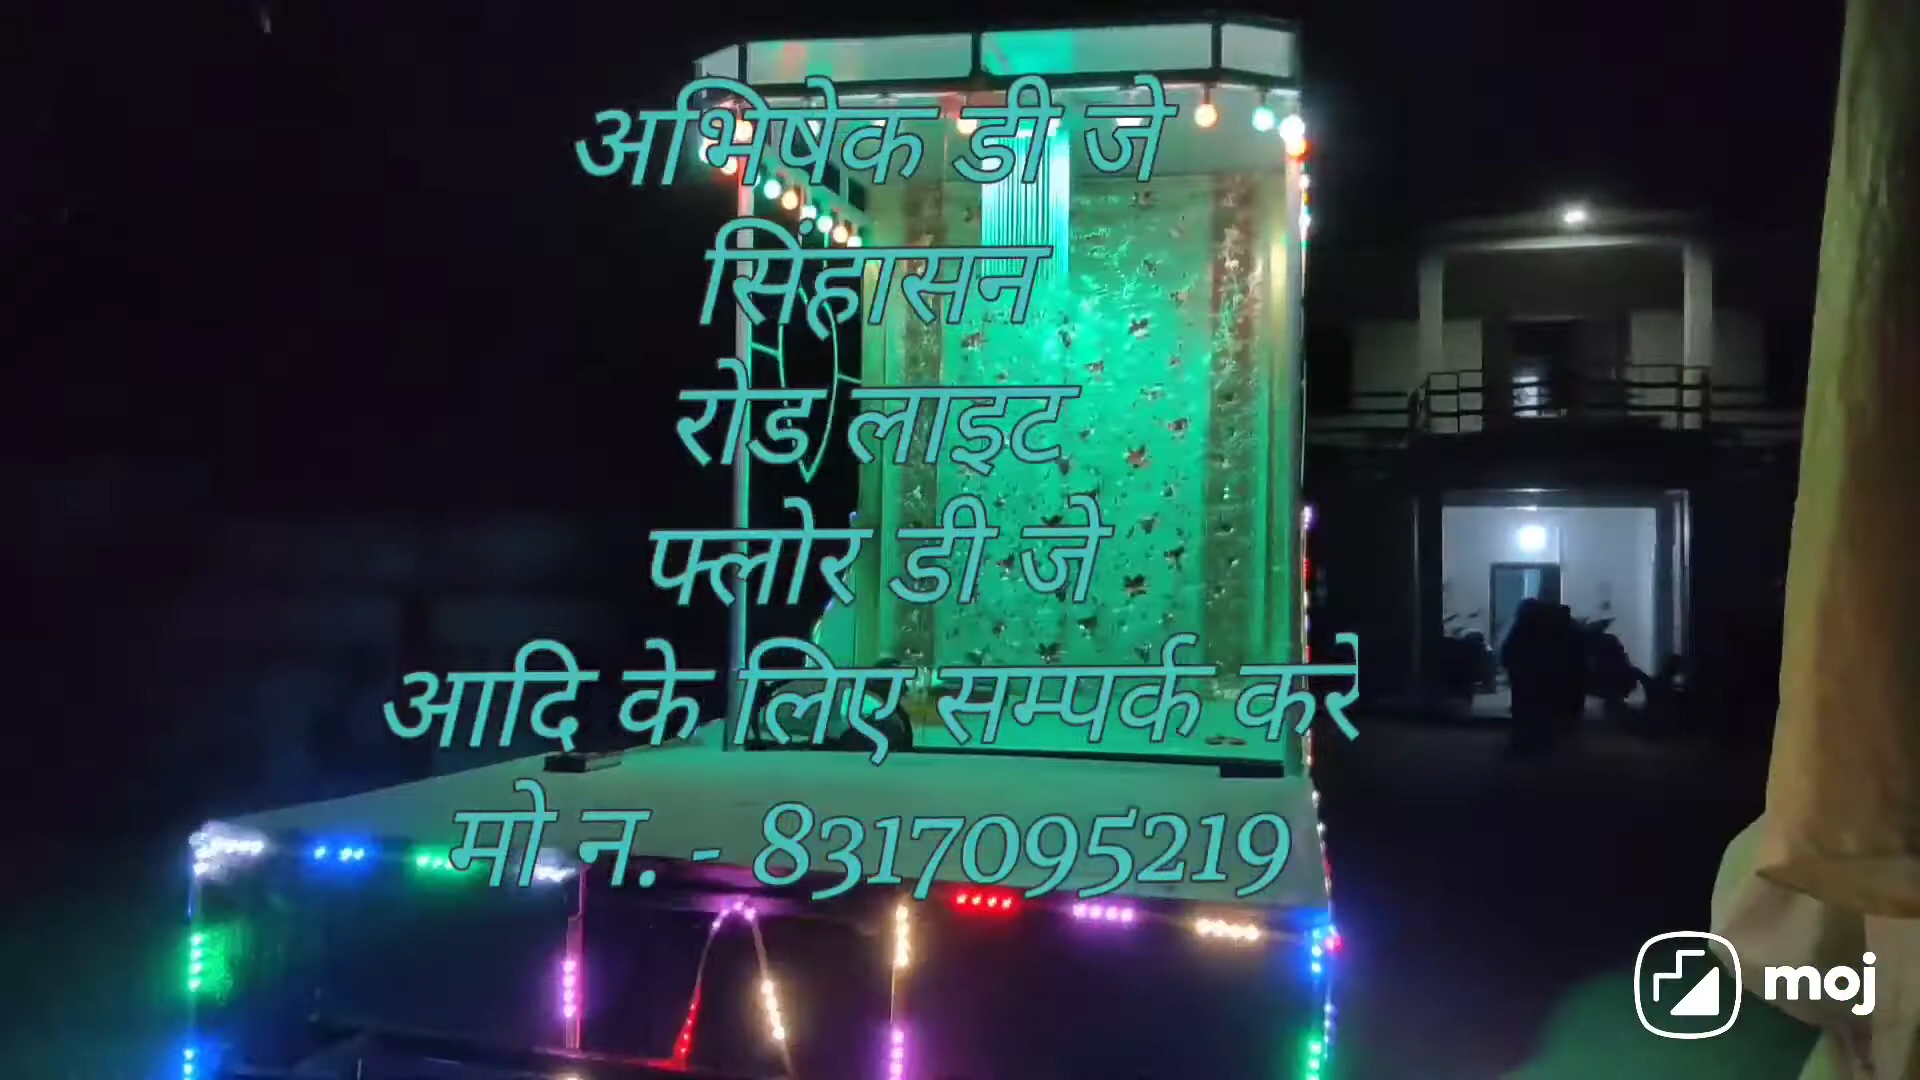 अभिषेक डी जे
सिंहासन
रोड लाइट
फ्लोर डी जे
आदि के लिए सम्पर्क करे
मो न. - 8317095219
moj